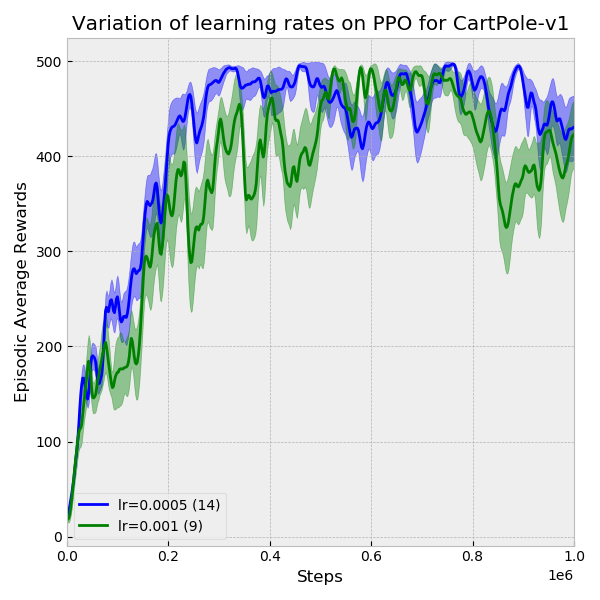 Variation of learning rates on PPO for CartPole-v1
Episodic Average Rewards
500
400
300
200
100
0
lr=0.0005 (14)
lr=0.001 (9)
0.0 0.2 0.4 0.6 0.8 1.0
1e6
Steps